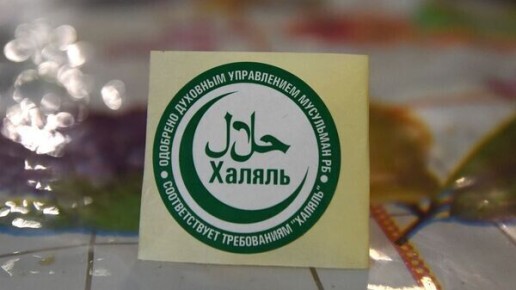 ОДОБРЕНО ДУХОВНЫМ УПРАВЛЕНИЕМ МУСУЛЬМАН РБ
حلال
Халяль
СООТВЕТСТВУЕТ ТРЕБОВАНИЯМ "ХАЛЯЛЬ"